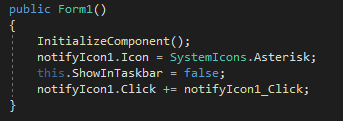 public Form1()
{
InitializeComponent();
notifyIcon1.Icon = SystemIcons.Asterisk;
this.ShowInTaskbar = false;
notifyIcon1.Click += notifyIcon1_Click;
}